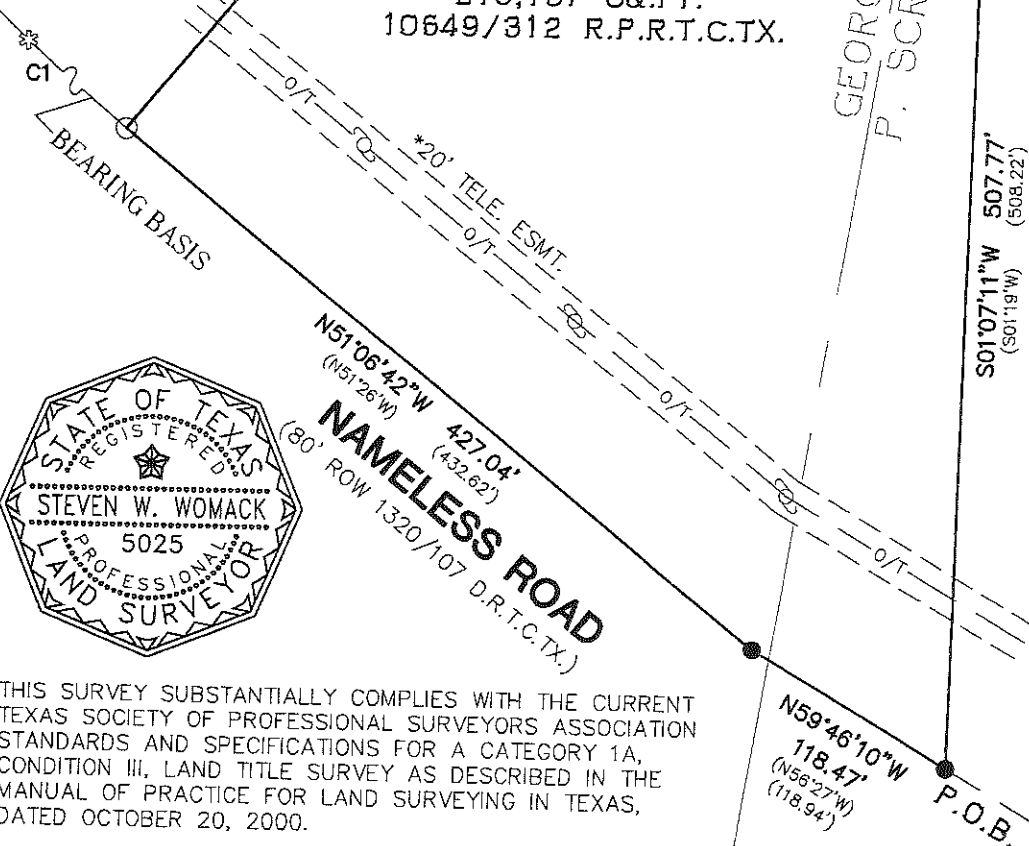 10649/312 R.P.R.T.C.TX.
C1
BEARING BASIS
O/T
*20' TELE. ESMT.
O/T
O/T
O/T
GEORG
P. SCR
S01°07'11"W 507.77'
(S01°19'W) (508.22')
N51°06'42"W 427.04'
(N51°26'W) (432.62')
NAMELESS ROAD
(80' ROW 1320/107 D.R.T.C.TX.)
STATE OF TEXAS
REGISTERED
STEVEN W. WOMACK
5025
PROFESSIONAL
LAND SURVEYOR
N59°46'10"W
118.47'
(N56°27'W)
(118.94')
P.O.B.
THIS SURVEY SUBSTANTIALLY COMPLIES WITH THE CURRENT
TEXAS SOCIETY OF PROFESSIONAL SURVEYORS ASSOCIATION
STANDARDS AND SPECIFICATIONS FOR A CATEGORY 1A,
CONDITION III, LAND TITLE SURVEY AS DESCRIBED IN THE
MANUAL OF PRACTICE FOR LAND SURVEYING IN TEXAS,
DATED OCTOBER 20, 2000.